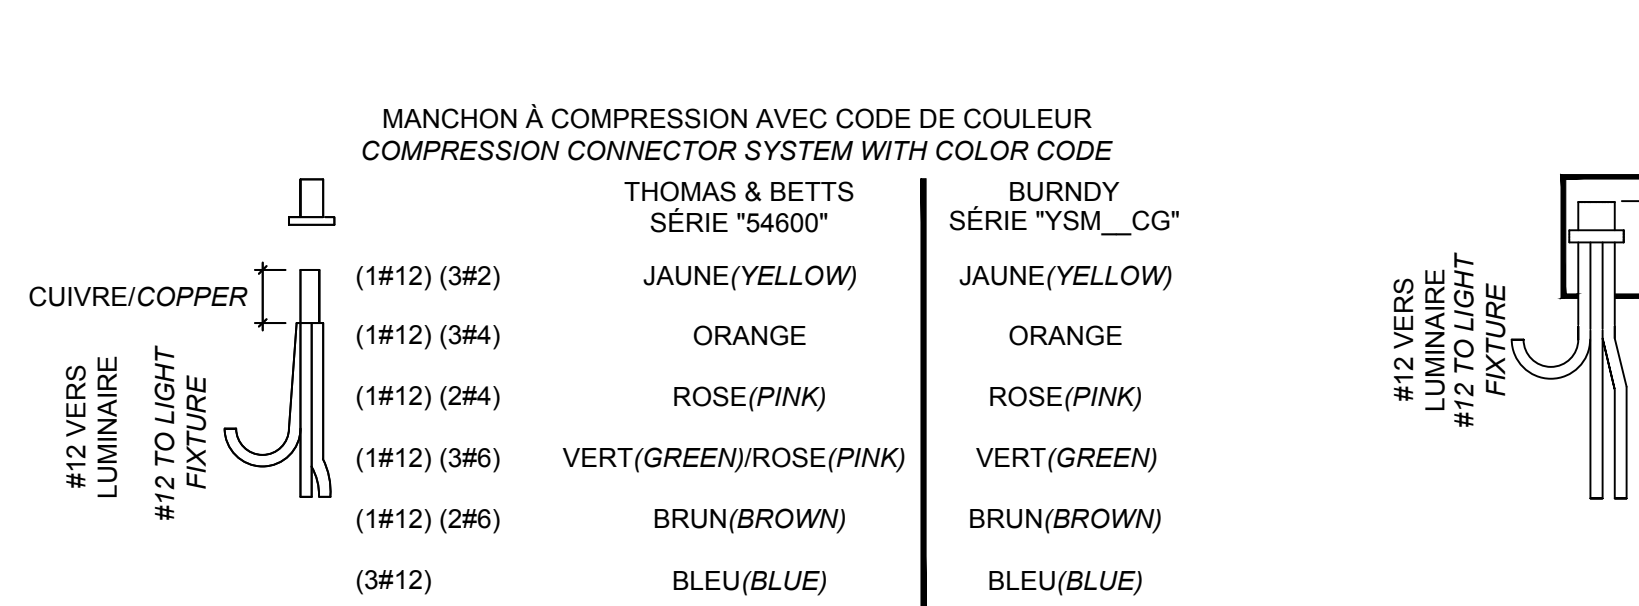 MANCHON À COMPRESSION AVEC CODE DE COULEUR
COMPRESSION CONNECTOR SYSTEM WITH COLOR CODE
THOMAS & BETTS
SÉRIE "54600"
BURNDY
SÉRIE "YSM__CG"
CUIVRE/COPPER
(1#12) (3#2) JAUNE(YELLOW) JAUNE(YELLOW)
(1#12) (3#4) ORANGE ORANGE
(1#12) (2#4) ROSE(PINK) ROSE(PINK)
(1#12) (3#6) VERT(GREEN)/ROSE(PINK) VERT(GREEN)
(1#12) (2#6) BRUN(BROWN) BRUN(BROWN)
(3#12) BLEU(BLUE) BLEU(BLUE)
#12 VERS
LUMINAIRE
#12 TO LIGHT
FIXTURE
#12 VERS
LUMINAIRE
#12 TO LIGHT
FIXTURE